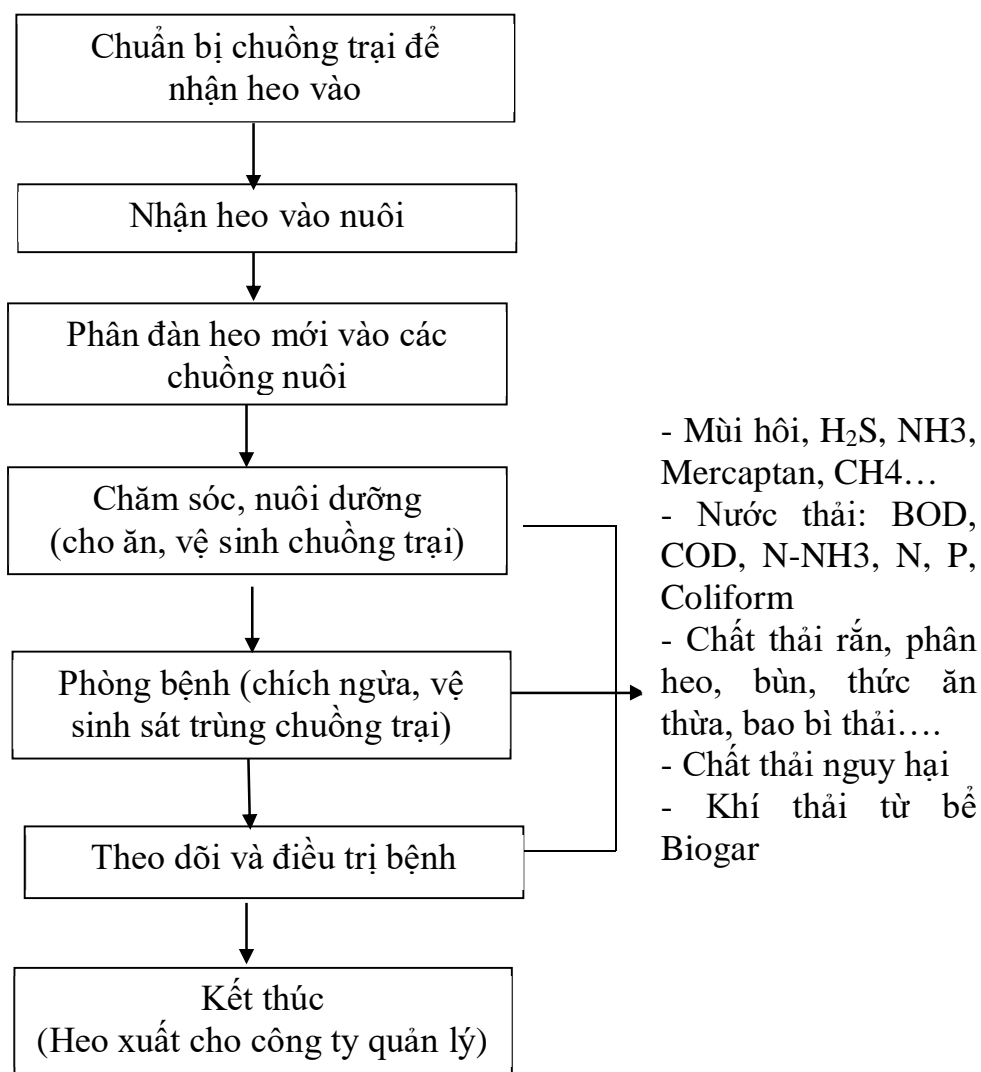 Chuẩn bị chuồng trại để
nhận heo vào
Nhận heo vào nuôi
Phân đàn heo mới vào các
chuồng nuôi
Chăm sóc, nuôi dưỡng
(cho ăn, vệ sinh chuồng trại)
Phòng bệnh (chích ngừa, vệ
sinh sát trùng chuồng trại)
Theo dõi và điều trị bệnh
Kết thúc
(Heo xuất cho công ty quản lý)
- Mùi hôi, H₂S, NH3,
Mercaptan, CH4…
- Nước thải: BOD,
COD, N-NH3, N, P,
Coliform
- Chất thải rắn, phân
heo, bùn, thức ăn
thừa, bao bì thải….
- Chất thải nguy hại
- Khí thải từ bể
Biogar